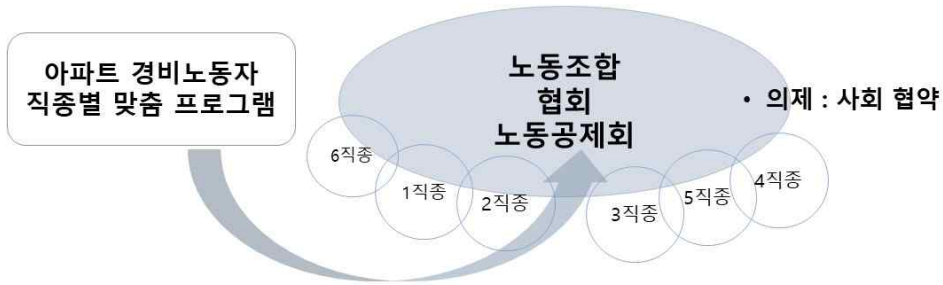 아파트 경비노동자
직종별 맞춤 프로그램
노동조합
협회
노동공제회
• 의제 : 사회 협약
6직종
1직종
2직종
3직종
5직종
4직종